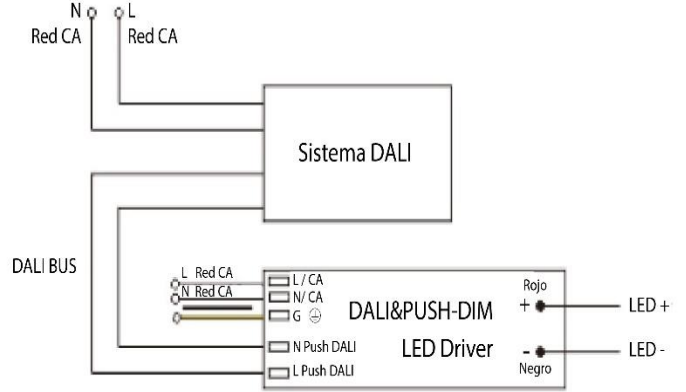 N L
Red CA Red CA
Sistema DALI
DALI BUS
L Red CA
N Red CA
L / CA
N/ CA
G
N Push DALI
L Push DALI
DALI&PUSH-DIM
LED Driver
Rojo
+
-
Negro
LED +
LED -